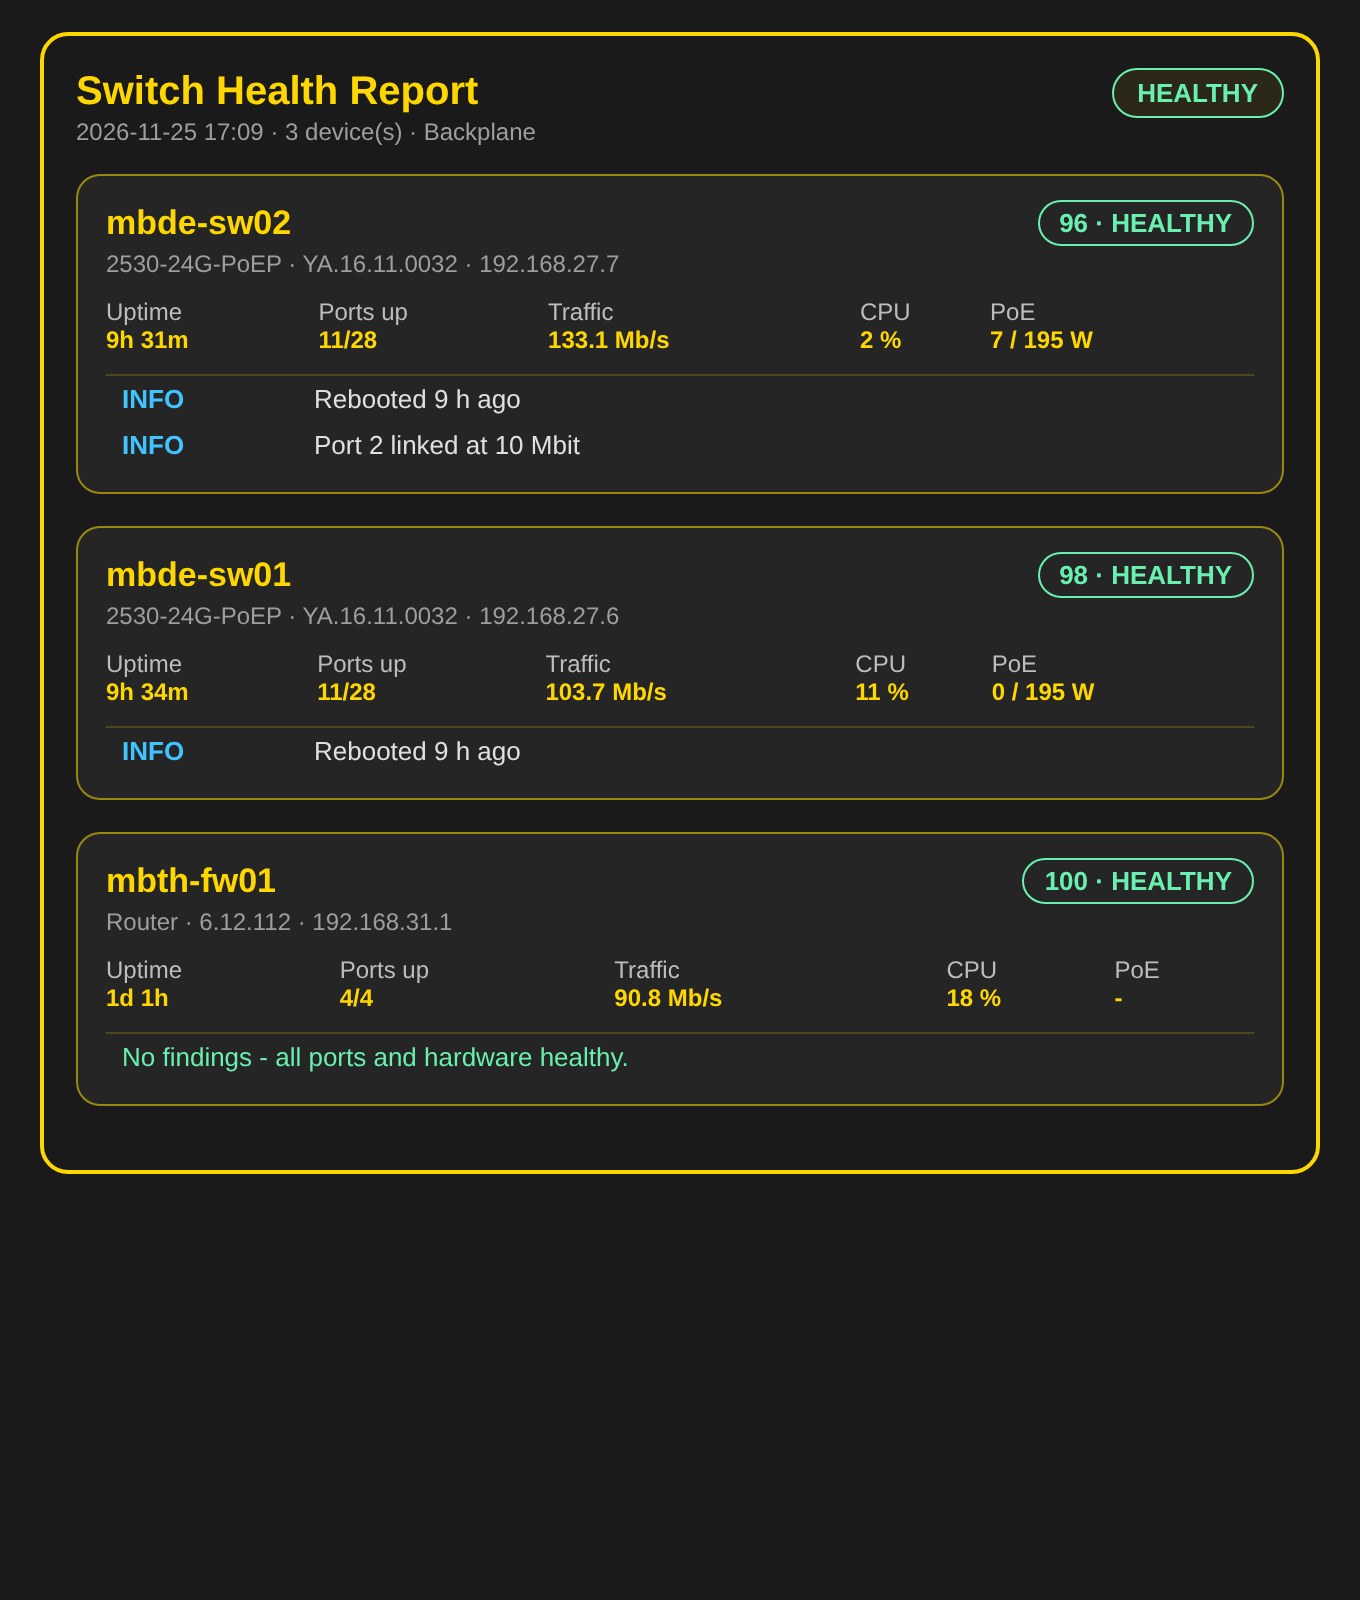 Switch Health Report
HEALTHY
2026-11-25 17:09 · 3 device(s) · Backplane
mbde-sw02
96 · HEALTHY
2530-24G-PoEP · YA.16.11.0032 · 192.168.27.7
Uptime Ports up Traffic CPU PoE
9h 31m 11/28 133.1 Mb/s 2 % 7 / 195 W
INFO Rebooted 9 h ago
INFO Port 2 linked at 10 Mbit
mbde-sw01
98 · HEALTHY
2530-24G-PoEP · YA.16.11.0032 · 192.168.27.6
Uptime Ports up Traffic CPU PoE
9h 34m 11/28 103.7 Mb/s 11 % 0 / 195 W
INFO Rebooted 9 h ago
mbth-fw01
100 · HEALTHY
Router · 6.12.112 · 192.168.31.1
Uptime Ports up Traffic CPU PoE
1d 1h 4/4 90.8 Mb/s 18 % -
No findings - all ports and hardware healthy.